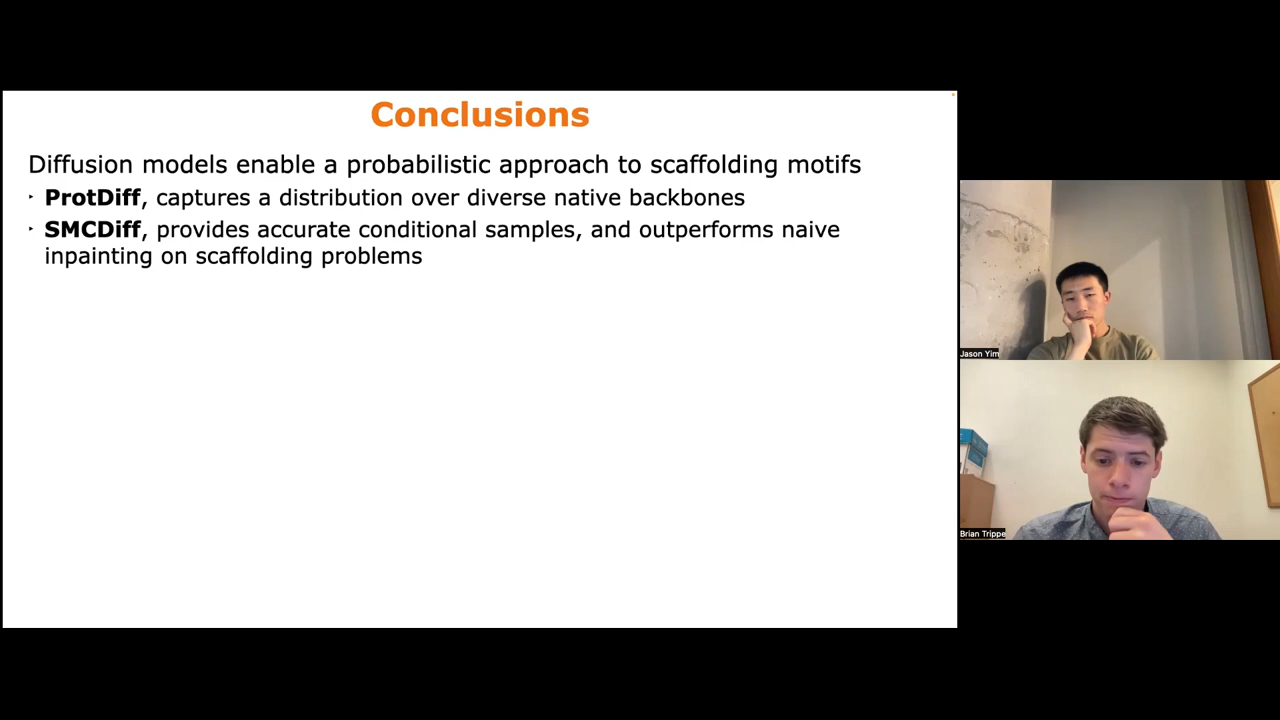 Conclusions
Diffusion models enable a probabilistic approach to scaffolding motifs
‣ ProtDiff, captures a distribution over diverse native backbones
‣ SMCDiff, provides accurate conditional samples, and outperforms naive
inpainting on scaffolding problems
Jason Yim
Brian Trippe